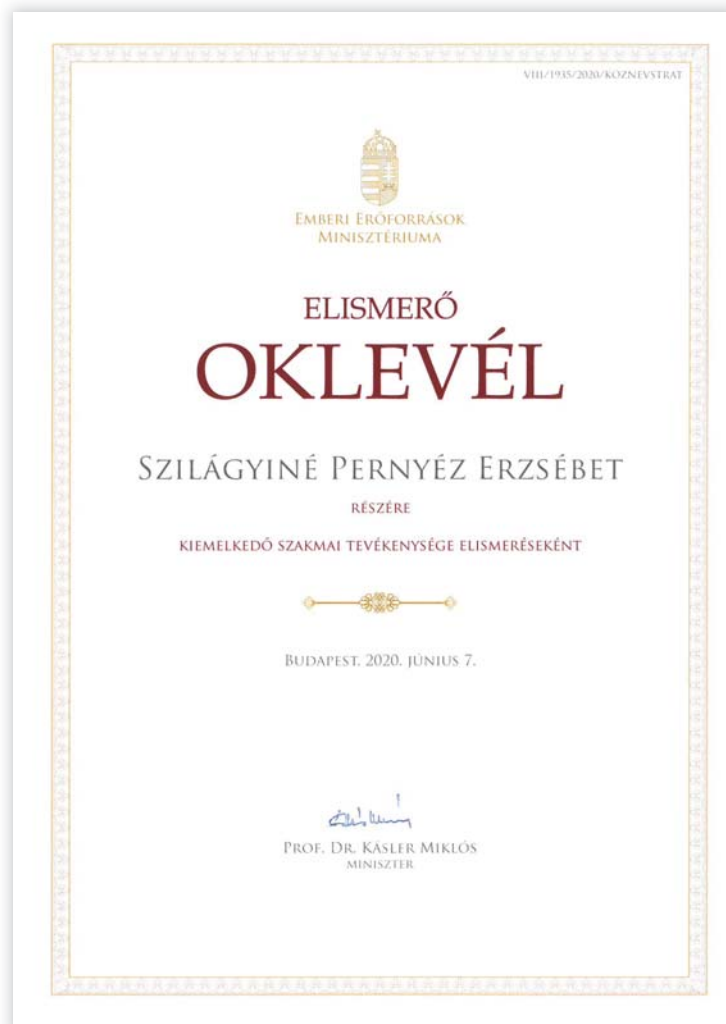 VIII/1935/2020/KOZNEVSTRAT
EMBERI ERŐFORRÁSOK
MINISZTÉRIUMA
ELISMERŐ
OKLEVÉL
SZILÁGYINÉ PERNYÉZ ERZSÉBET
RÉSZÉRE
KIEMELKEDŐ SZAKMAI TEVÉKENYSÉGE ELISMERÉSEKÉNT
BUDAPEST, 2020. JÚNIUS 7.
PROF. DR. KÁSLER MIKLÓS
MINISZTER